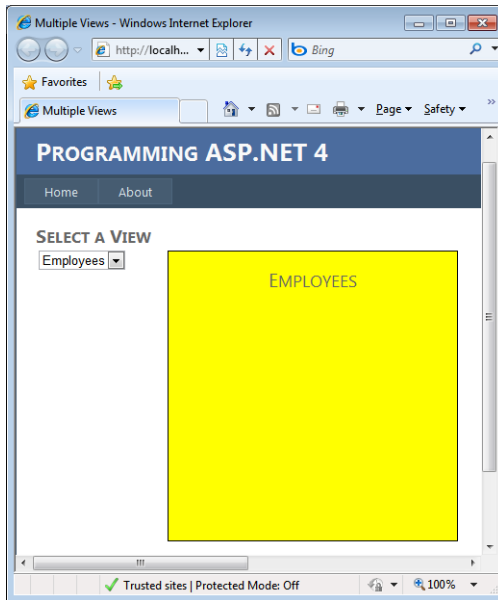 Multiple Views - Windows Internet Explorer
http://localh...
Bing
Favorites
Multiple Views
Page
Safety
»
PROGRAMMING ASP.NET 4
Home
About
SELECT A VIEW
Employees
EMPLOYEES
Trusted sites | Protected Mode: Off
100%